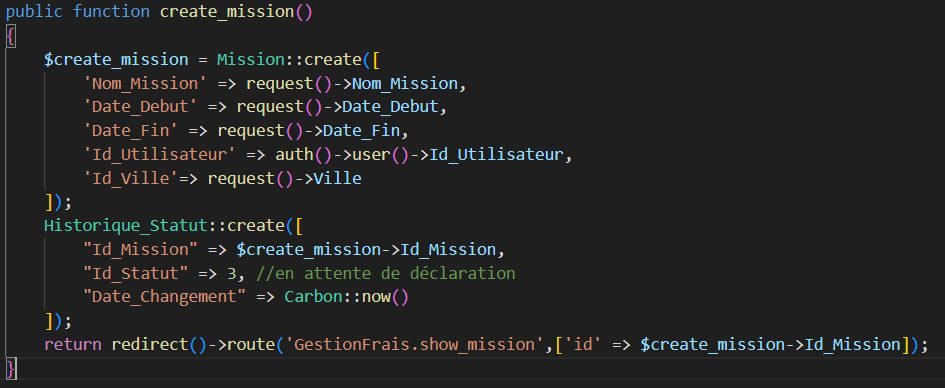 public function create_mission()
{
    $create_mission = Mission::create([
        'Nom_Mission' => request()->Nom_Mission,
        'Date_Debut' => request()->Date_Debut,
        'Date_Fin' => request()->Date_Fin,
        'Id_Utilisateur' => auth()->user()->Id_Utilisateur,
        'Id_Ville'=> request()->Ville
    ]);
    Historique_Statut::create([
        "Id_Mission" => $create_mission->Id_Mission,
        "Id_Statut" => 3, //en attente de déclaration
        "Date_Changement" => Carbon::now()
    ]);
    return redirect()->route('GestionFrais.show_mission',['id' => $create_mission->Id_Mission]);
}